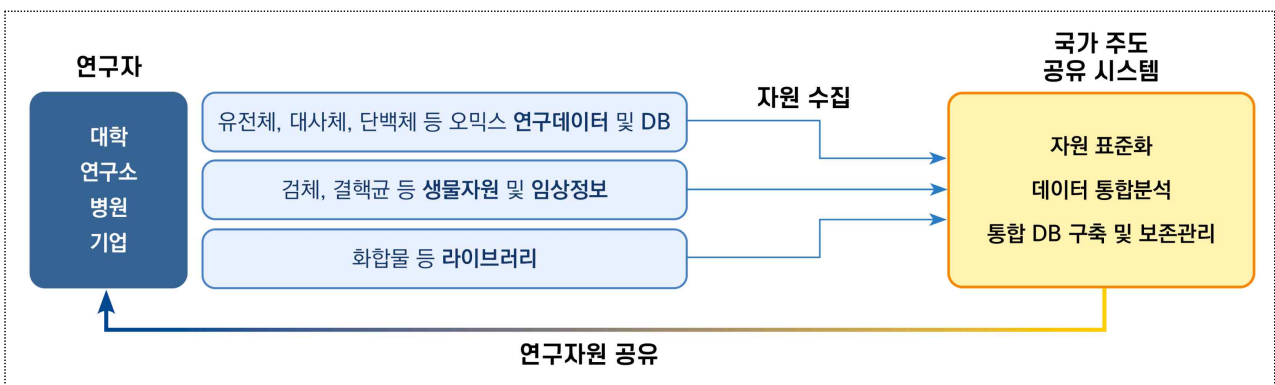 연구자
대학
연구소
병원
기업
유전체, 대사체, 단백체 등 오믹스 연구데이터 및 DB
검체, 결핵균 등 생물자원 및 임상정보
화합물 등 라이브러리
자원 수집
국가 주도
공유 시스템
자원 표준화
데이터 통합분석
통합 DB 구축 및 보존관리
연구자원 공유